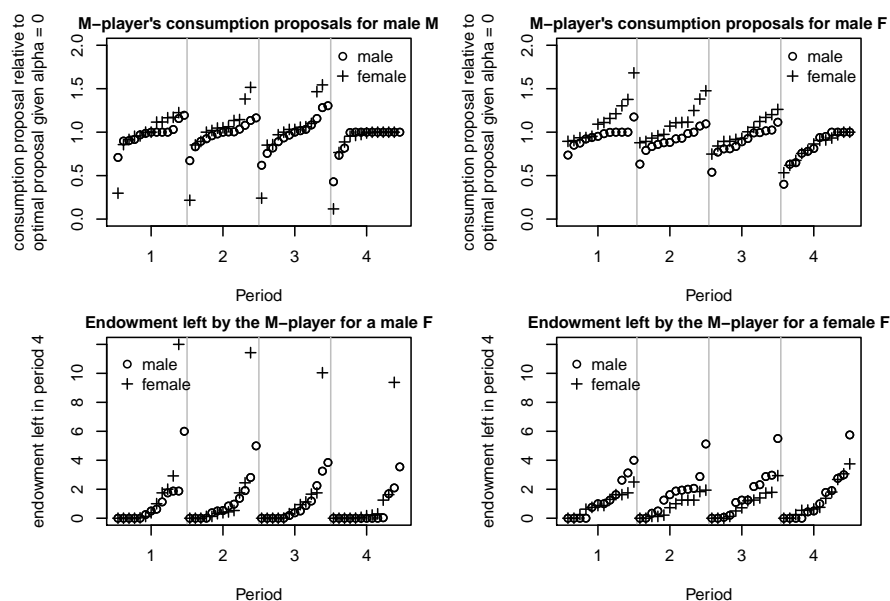 M−player's consumption proposals for male M
consumption proposal relative to
optimal proposal given alpha = 0
0.0 0.5 1.0 1.5 2.0
male
female
1 2 3 4
Period
M−player's consumption proposals for male F
consumption proposal relative to
optimal proposal given alpha = 0
0.0 0.5 1.0 1.5 2.0
male
female
1 2 3 4
Period
Endowment left by the M−player for a male F
endowment left in period 4
0 2 4 6 8 10
male
female
1 2 3 4
Period
Endowment left by the M−player for a female F
endowment left in period 4
0 2 4 6 8 10
male
female
1 2 3 4
Period